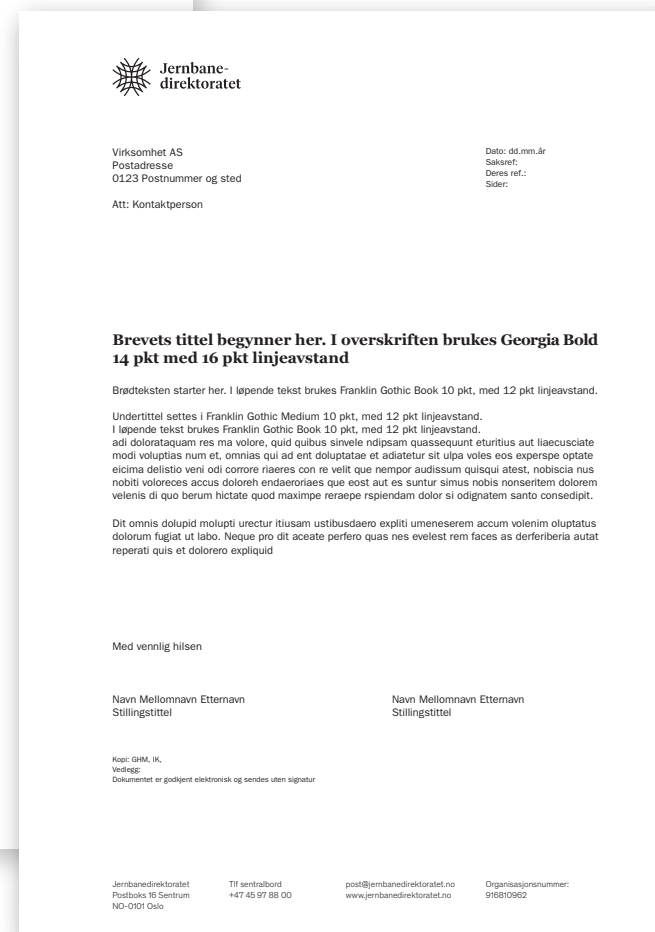 Jernbane-
direktoratet
Virksomhet AS
Postadresse
0123 Postnummer og sted
Att: Kontaktperson
Dato: dd.mm.år
Saksref:
Deres ref.:
Sider:
Brevets tittel begynner her. I overskriften brukes Georgia Bold
14 pkt med 16 pkt linjeavstand
Brødteksten starter her. I løpende tekst brukes Franklin Gothic Book 10 pkt, med 12 pkt linjeavstand.
Undertittel settes i Franklin Gothic Medium 10 pkt, med 12 pkt linjeavstand.
I løpende tekst brukes Franklin Gothic Book 10 pkt, med 12 pkt linjeavstand.
adi dolorataquam res ma volore, quid quibus sinvele ndipsam quassequunt eturitius aut liaecusciate
modi voluptias num et, omnias qui ad ent doluptatae et adiatetur sit ulpa voles eos experspe optate
eicima delistio veni odi corrore riaeres con re velit que nempor audissum quisqui atest, nobiscia nus
nobiti voloreces accus doloreh endaeroriaes que eost aut es suntur simus nobis nonseritem dolorem
velenis di quo berum hictate quod maximpe reraepe rspiendam dolor si odignatem santo consedipit.
Dit omnis dolupid molupti urectur itiusam ustibusdaero expliti umeneserem accum volenim oluptatus
dolorum fugiat ut labo. Neque pro dit aceate perfero quas nes evelest rem faces as derferiberia autat
reperati quis et dolorero expliquid
Med vennlig hilsen
Navn Mellomnavn Etternavn
Stillingstittel
Navn Mellomnavn Etternavn
Stillingstittel
Kopi: GHM, IK,
Vedlegg:
Dokumentet er godkjent elektronisk og sendes uten signatur
Jernbanedirektoratet
Postboks 16 Sentrum
NO-0101 Oslo
Tlf sentralbord
+47 45 97 88 00
post@jernbanedirektoratet.no
www.jernbanedirektoratet.no
Organisasjonsnummer:
916810962